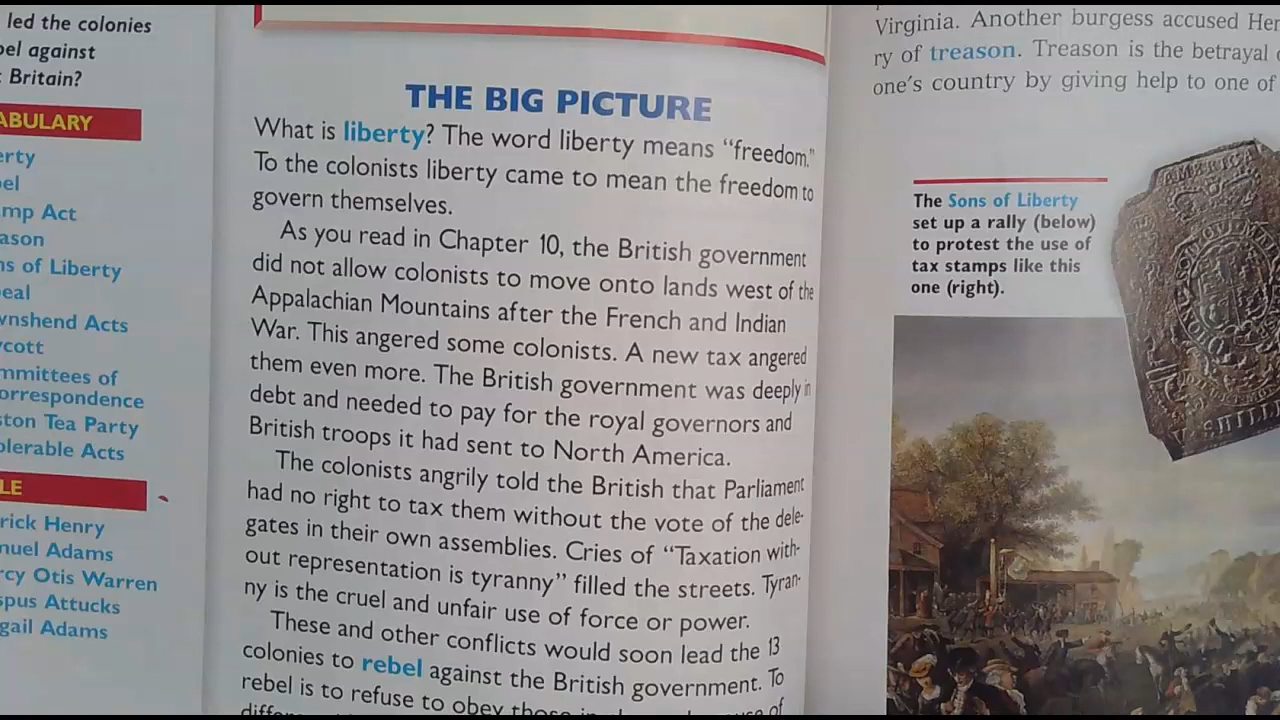 led the colonies
against
Britain?
THE BIG PICTURE
What is liberty? The word liberty means “freedom.”
To the colonists liberty came to mean the freedom to
govern themselves.
As you read in Chapter 10, the British government
did not allow colonists to move onto lands west of the
Appalachian Mountains after the French and Indian
War. This angered some colonists. A new tax angered
them even more. The British government was deeply in
debt and needed to pay for the royal governors and
British troops it had sent to North America.
The colonists angrily told the British that Parliament
had no right to tax them without the vote of the dele-
gates in their own assemblies. Cries of “Taxation with-
out representation is tyranny” filled the streets. Tyran-
ny is the cruel and unfair use of force or power.
These and other conflicts would soon lead the 13
colonies to rebel against the British government. To
rebel is to refuse to obey those in
Virginia. Another burgess accused Hen
ry of treason. Treason is the betrayal
one's country by giving help to one of
The Sons of Liberty
set up a rally (below)
to protest the use of
tax stamps like this
one (right).
AMERICA
SHILL
ABULARY
erty
el
mp Act
ason
ns of Liberty
eal
wnshend Acts
ycott
mmittees of
orrespondence
ston Tea Party
olerable Acts
LE
rick Henry
nuel Adams
rcy Otis Warren
spus Attucks
gail Adams